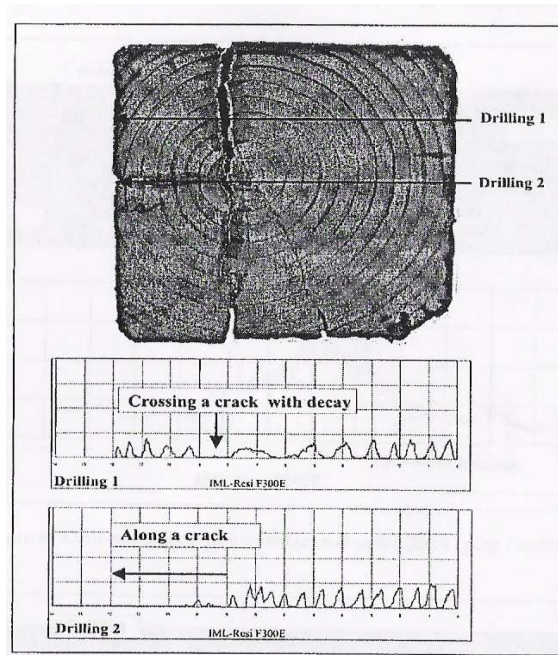 Drilling 1
Drilling 2
Crossing a crack with decay
Drilling 1
IML-Resi F300E
Along a crack
Drilling 2
IML-Resi F300E